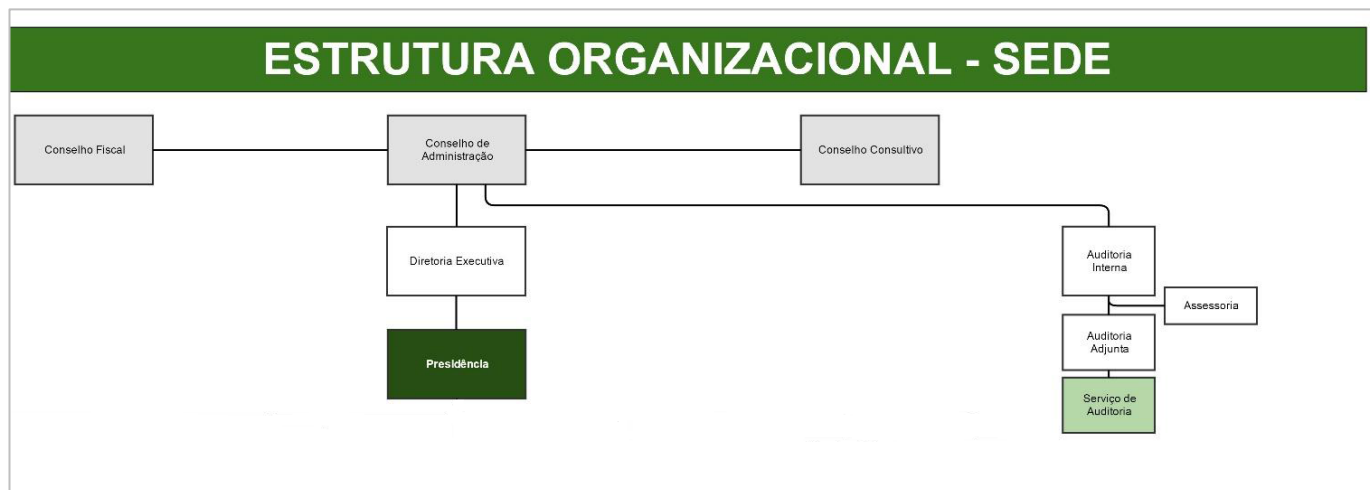 ESTRUTURA ORGANIZACIONAL - SEDE
Conselho Fiscal
Conselho de
Administração
Conselho Consultivo
Diretoria Executiva
Auditoria
Interna
Assessoria
Presidência
Auditoria
Adjunta
Serviço de
Auditoria